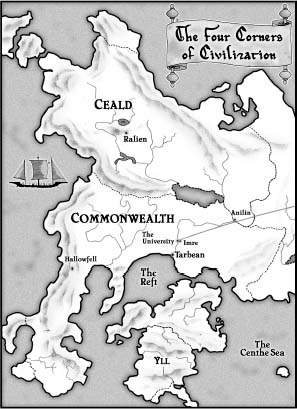 The Four Corners
of Civilization
Ceald
Ralien
Commonwealth
Anilin
The
University
Imre
Tarbean
Hallowfell
The
Reft
Yll
The
Centhe Sea